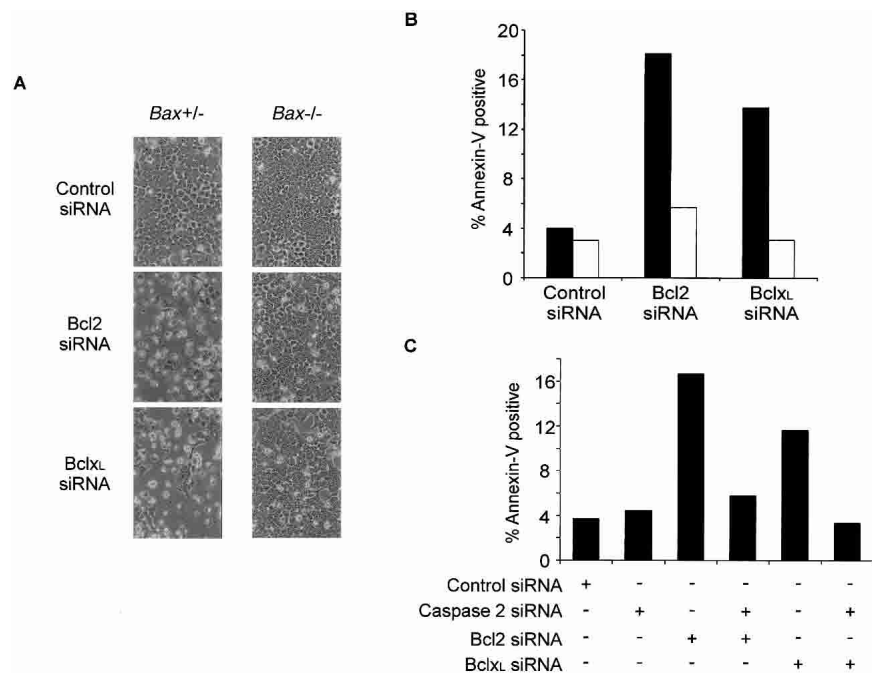 A
Bax+/-
Bax-/-
Control
siRNA
Bcl2
siRNA
BclxL
siRNA
B
% Annexin-V positive
20
16
12
8
4
0
Control
siRNA
Bcl2
siRNA
BclxL
siRNA
C
% Annexin-V positive
16
12
8
4
0
Control siRNA + - - - - -
Caspase 2 siRNA - + - + - +
Bcl2 siRNA - - + + - -
BclxL siRNA - - - - + +